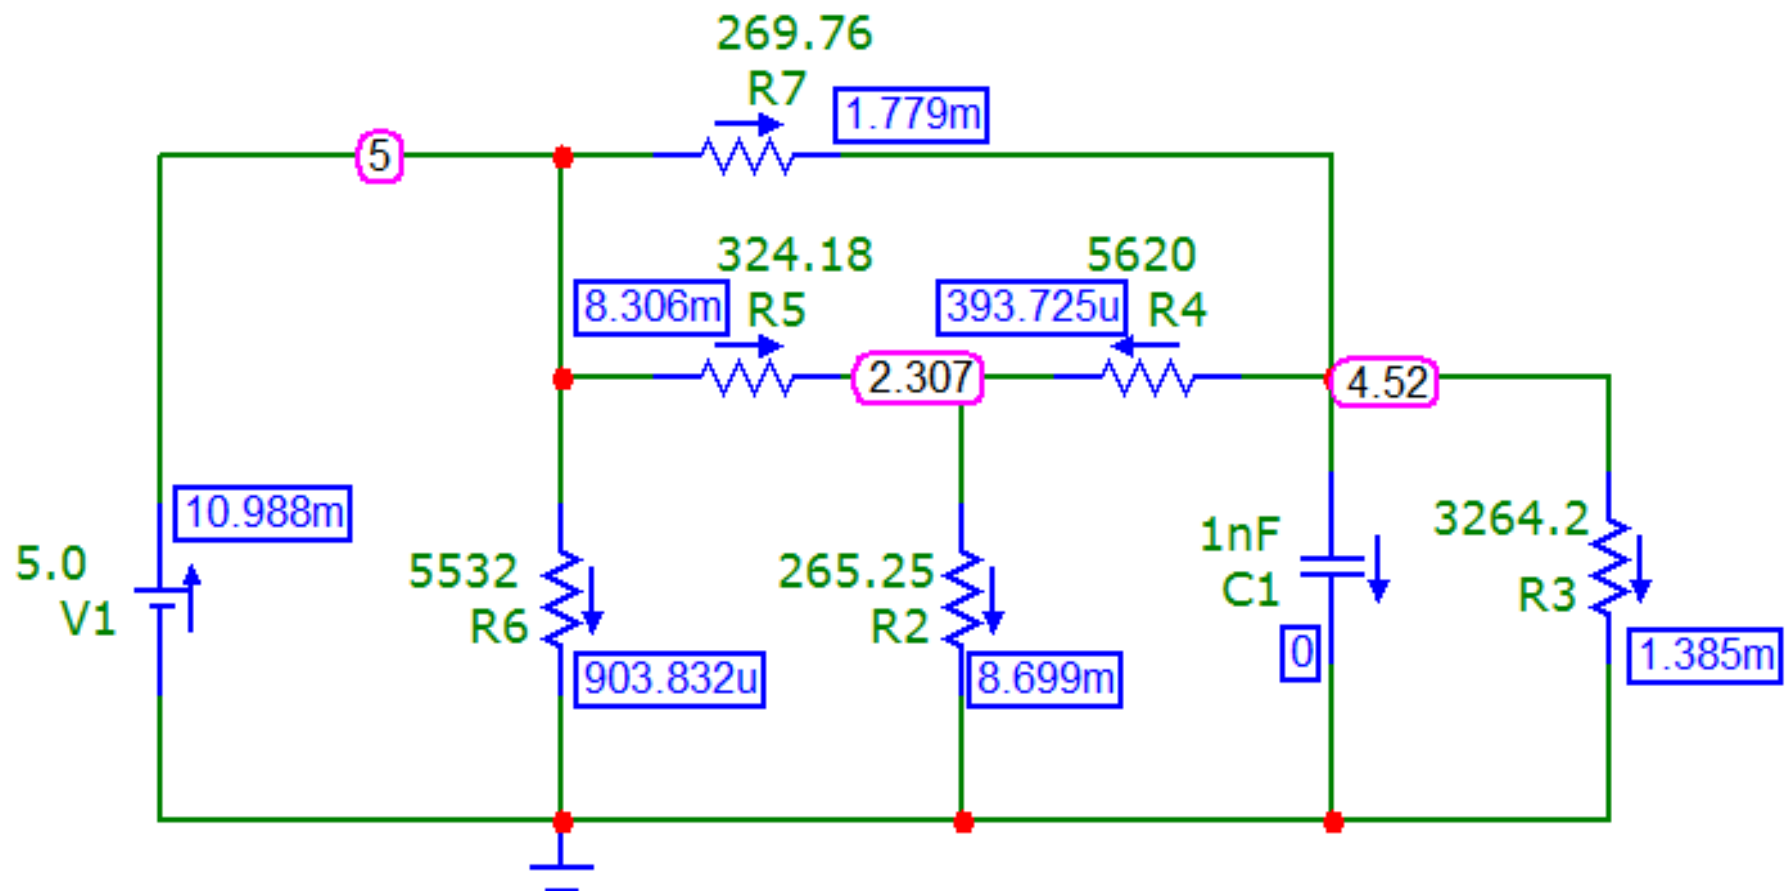 269.76
R7
1.779m
5
324.18
5620
8.306m
R5
393.725u
R4
2.307
4.52
10.988m
5.0
V1
5532
R6
903.832u
265.25
R2
8.699m
1nF
C1
0
3264.2
R3
1.385m